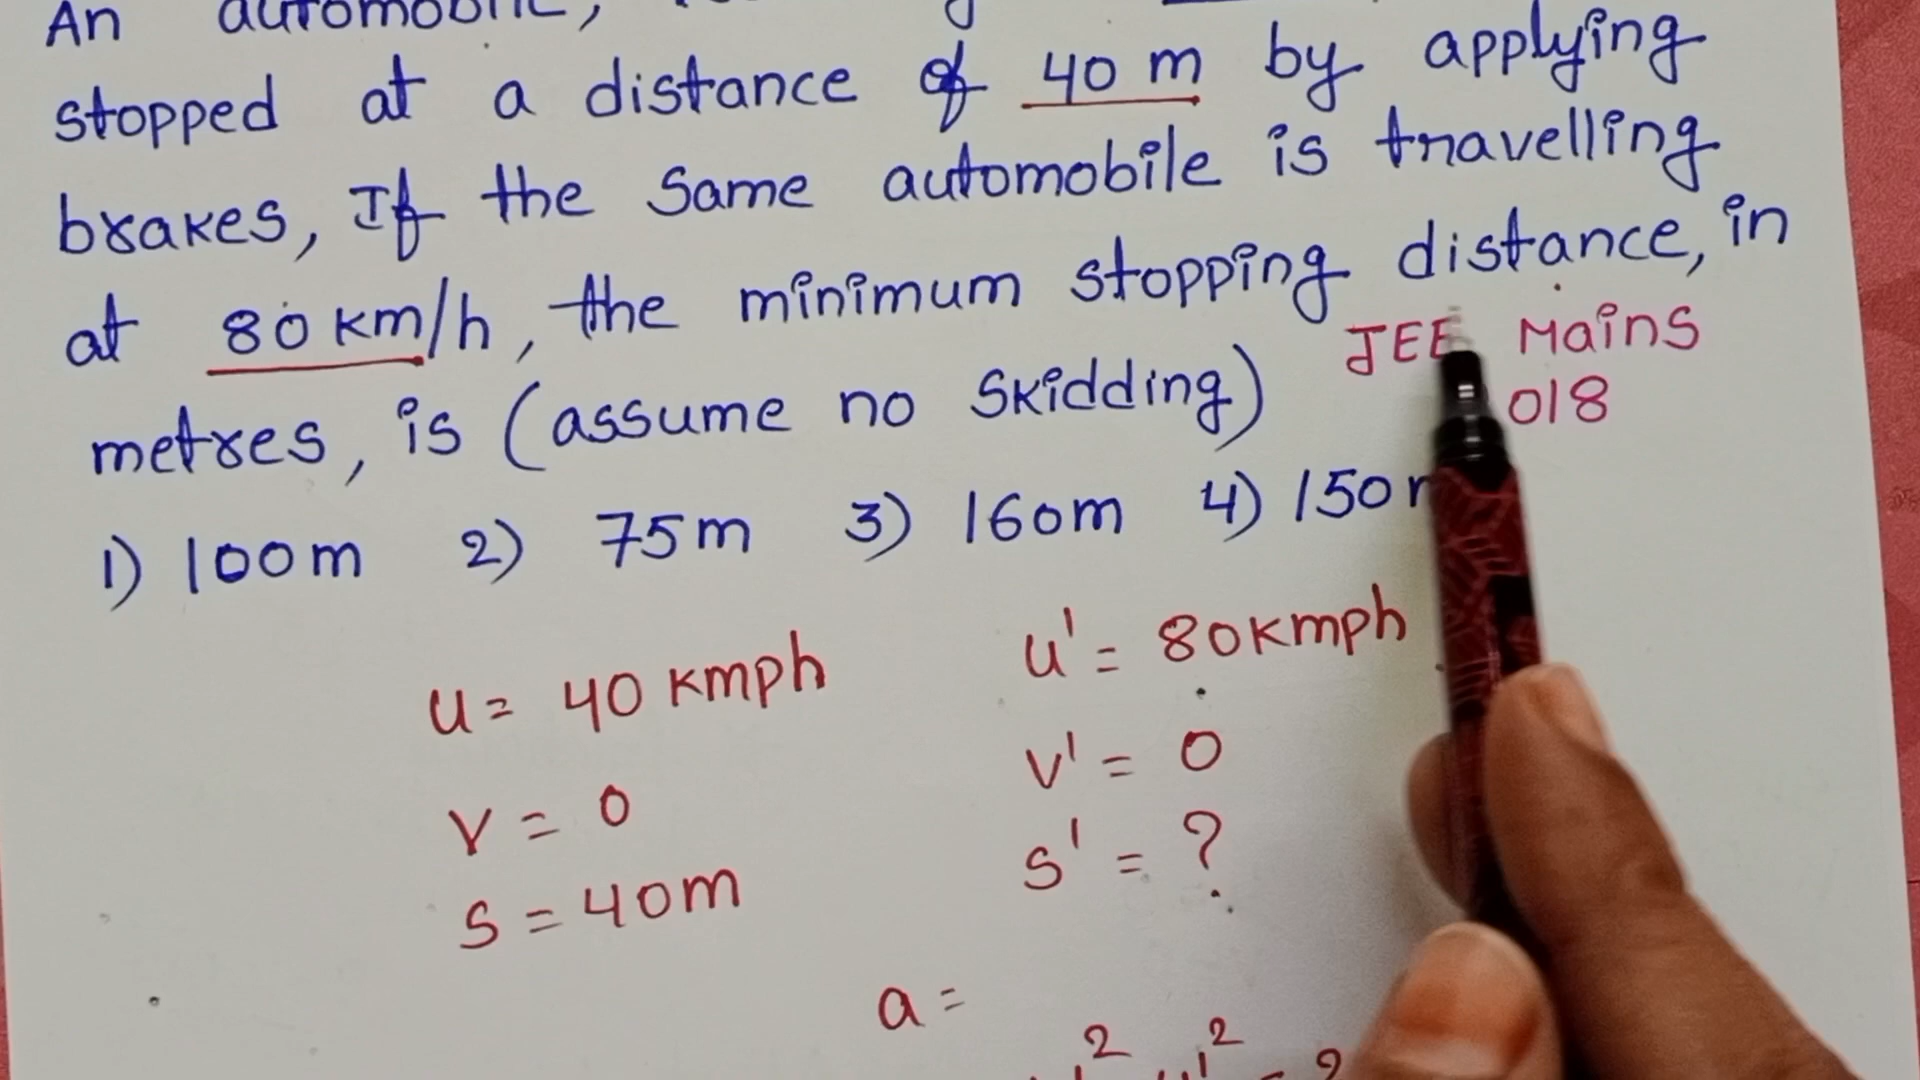 An automobile,
stopped at a distance of 40 m by applying
brakes, If the same automobile is travelling
at 80 km/h, the minimum stopping distance, in
metres, is (assume no skidding) JEE Mains
018
1) 100m 2) 75m 3) 160m 4) 150
u = 40 kmph u' = 80kmph
v = 0 v' = 0
s = 40m s' = ?
a =